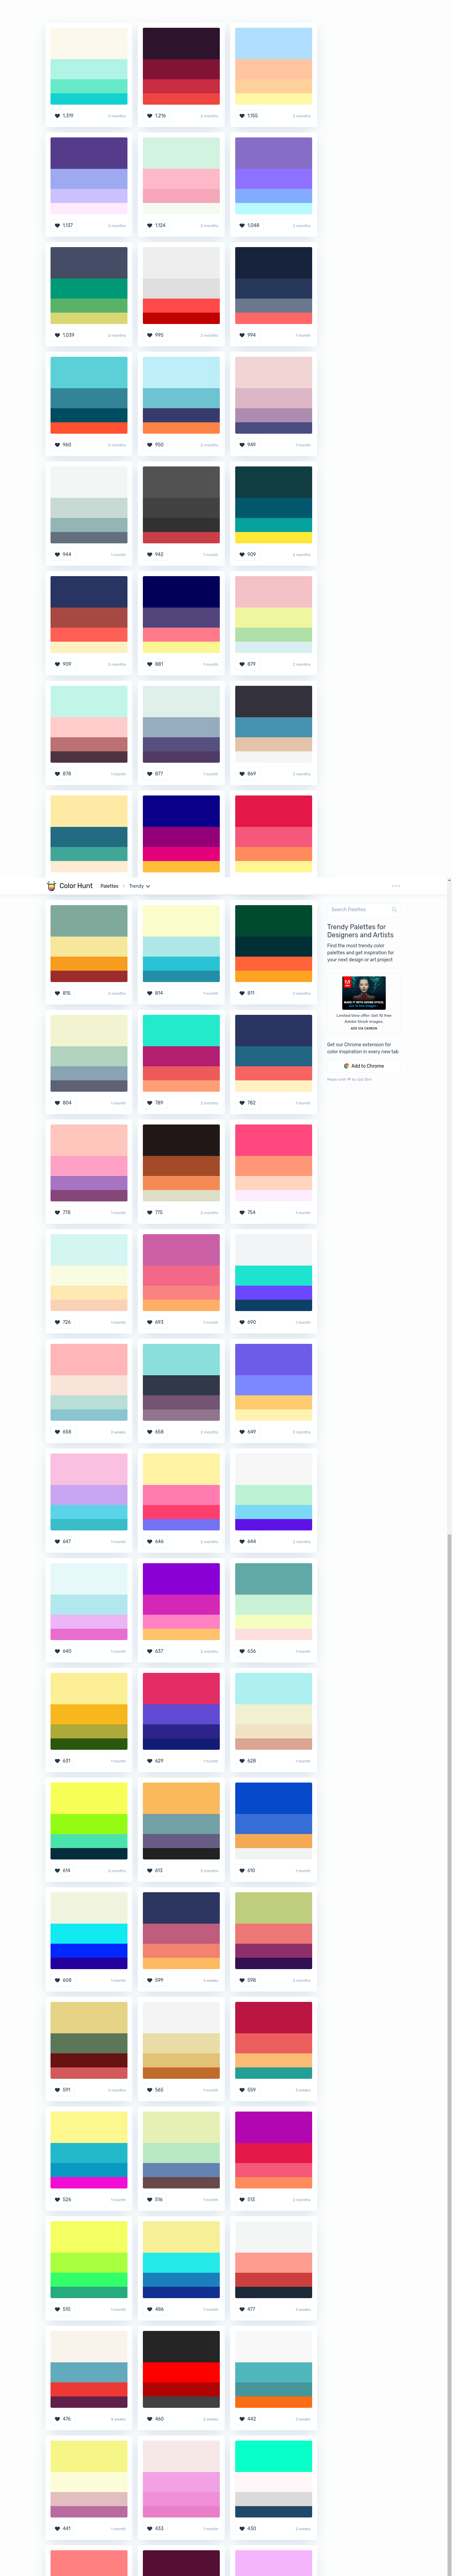 1,319 2 months 1,216 2 months 1,155 2 months
1,137 2 months 1,124 2 months 1,048 2 months
1,039 2 months 995 2 months 994 1 month
960 2 months 950 2 months 949 1 month
944 1 month 942 1 month 909 2 months
909 2 months 881 1 month 879 2 months
878 1 month 877 1 month 869 2 months
Color Hunt Palettes Trendy
Search Palettes
Trendy Palettes for
Designers and Artists
Find the most trendy color
palettes and get inspiration for
your next design or art project
MAKE IT WITH ADOBE STOCK.
Get 10 free images
Limited time offer: Get 10 free
Adobe Stock images.
ADS VIA CARBON
Get our Chrome extension for
color inspiration in every new tab
Add to Chrome
Made with by Gal Shir
815 2 months 814 1 month 811 2 months
804 1 month 789 2 months 782 1 month
778 1 month 775 2 months 754 1 month
726 1 month 693 1 month 690 1 month
658 2 weeks 658 2 months 649 2 months
647 1 month 646 2 months 644 2 months
640 1 month 637 2 months 636 1 month
631 1 month 629 1 month 628 1 month
614 2 months 613 2 months 610 1 month
608 1 month 599 3 weeks 598 2 months
591 2 months 565 1 month 559 3 weeks
526 1 month 516 1 month 513 2 months
510 1 month 486 1 month 477 3 weeks
476 4 weeks 460 3 weeks 442 3 weeks
441 1 month 433 1 month 430 2 weeks